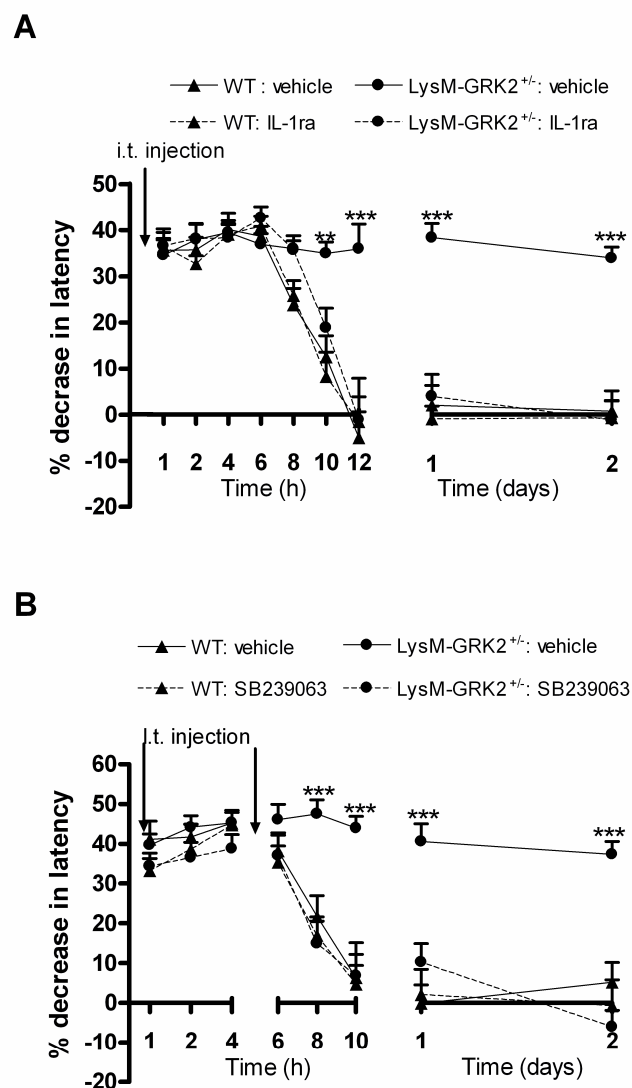 A
WT : vehicle LysM-GRK2+/-: vehicle
WT: IL-1ra LysM-GRK2+/-: IL-1ra
i.t. injection
% decrase in latency
50
40
30
20
10
0
-10
-20
** *** *** ***
1 2 4 6 8 10 12 1 2
Time (h) Time (days)
B
WT: vehicle LysM-GRK2+/-: vehicle
WT: SB239063 LysM-GRK2+/-: SB239063
I.t. injection
% decrease in latency
60
50
40
30
20
10
0
-10
-20
*** *** *** ***
1 2 4 6 8 10 1 2
Time (h) Time (days)